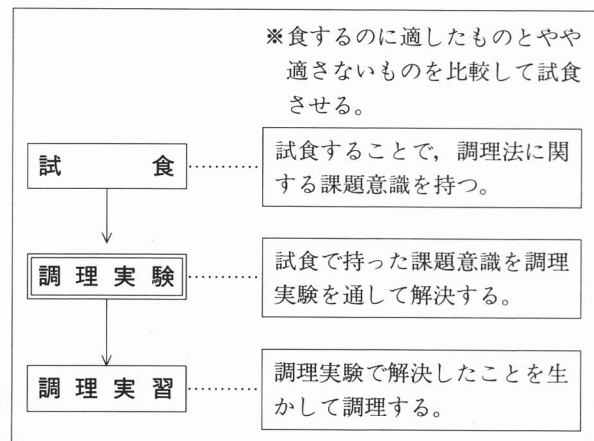 ※食するのに適したものとやや
適さないものを比較して試食
させる。
試食
試食することで，調理法に関
する課題意識を持つ。
調理実験
試食で持った課題意識を調理
実験を通して解決する。
調理実習
調理実験で解決したことを生
かして調理する。